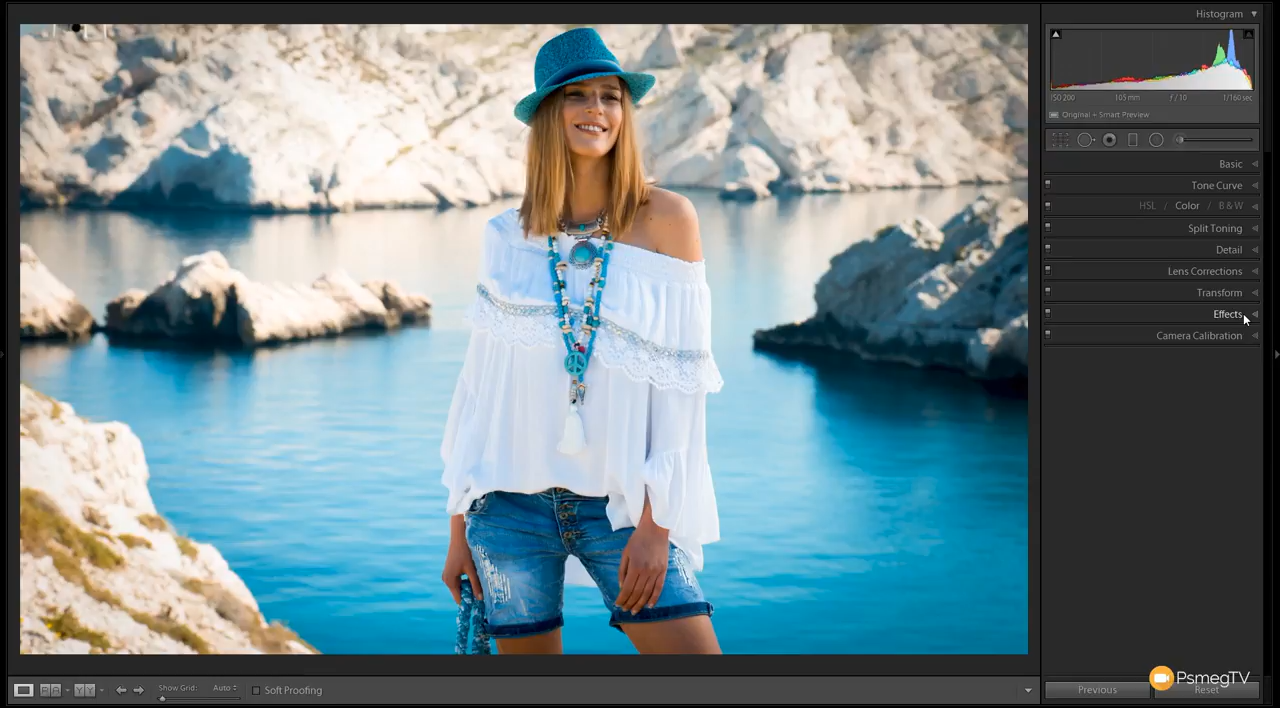 Histogram
ISO 200 105 mm f / 10 1/160 sec
Original + Smart Preview
Basic
Tone Curve
HSL / Color / B & W
Split Toning
Detail
Lens Corrections
Transform
Effects
Camera Calibration
Show Grid: Auto
Soft Proofing
Previous
Reset
PsmegTV